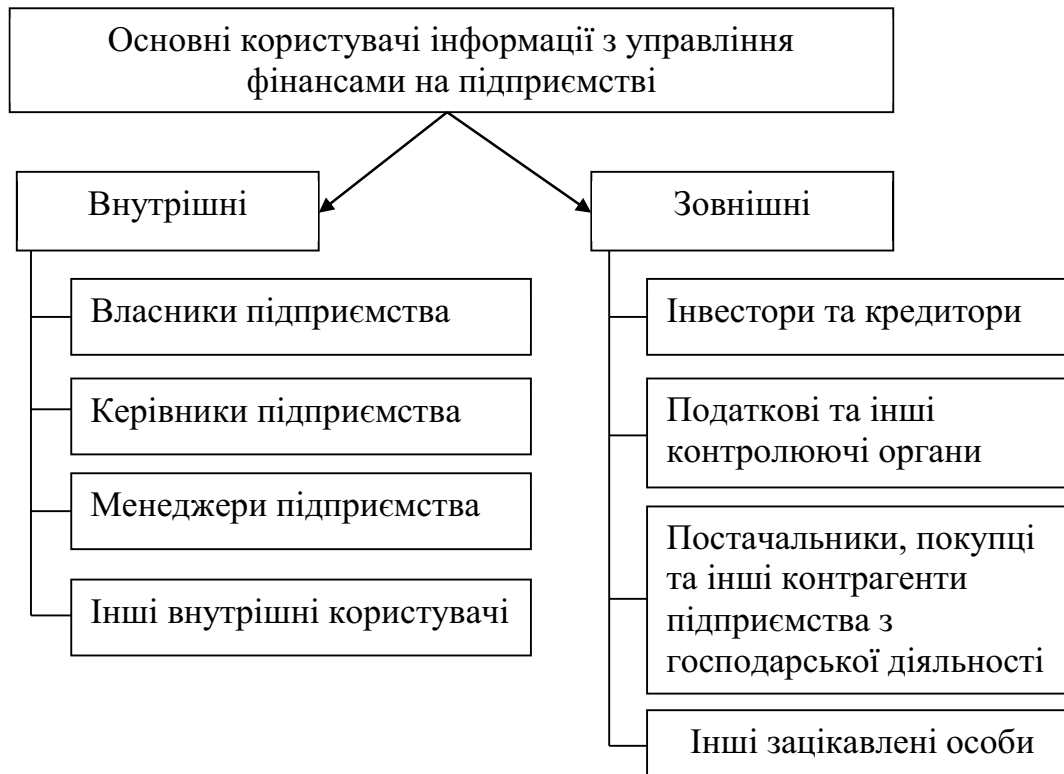 Основні користувачі інформації з управління
фінансами на підприємстві
Внутрішні
Власники підприємства
Керівники підприємства
Менеджери підприємства
Інші внутрішні користувачі
Зовнішні
Інвестори та кредитори
Податкові та інші
контролюючі органи
Постачальники, покупці
та інші контрагенти
підприємства з
господарської діяльності
Інші зацікавлені особи